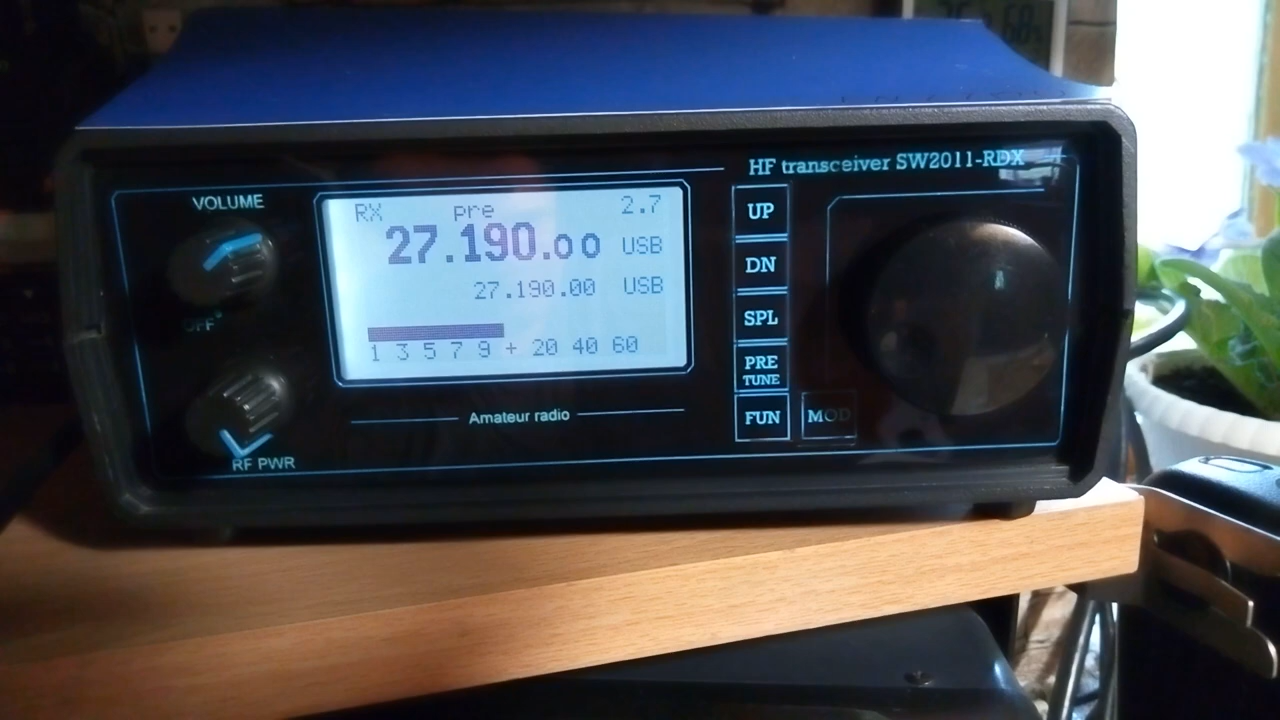 HF transceiver SW2011-RDX
VOLUME
OFF
RF PWR
RX pre 2.7
27.190.00 USB
27.190.00 USB
1 3 5 7 9 + 20 40 60
Amateur radio
UP
DN
SPL
PRE
TUNE
FUN
MOD